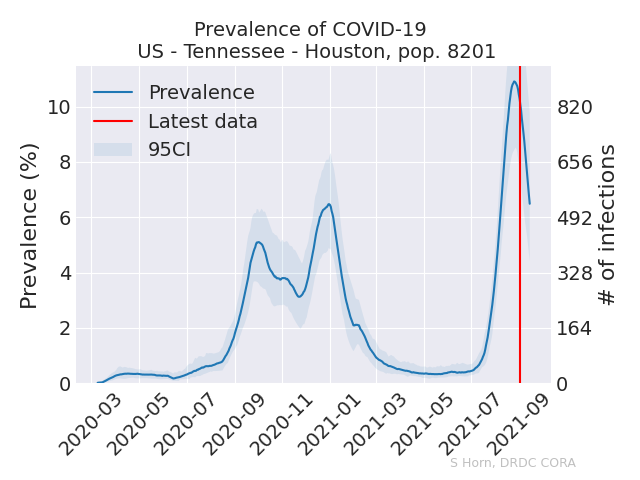 Prevalence of COVID-19
US - Tennessee - Houston, pop. 8201
Prevalence
Latest data
95CI
Prevalence (%)
10
8
6
4
2
0
820
656
492
328
164
0
# of infections
2020-03
2020-05
2020-07
2020-09
2020-11
2021-01
2021-03
2021-05
2021-07
2021-09
S Horn, DRDC CORA